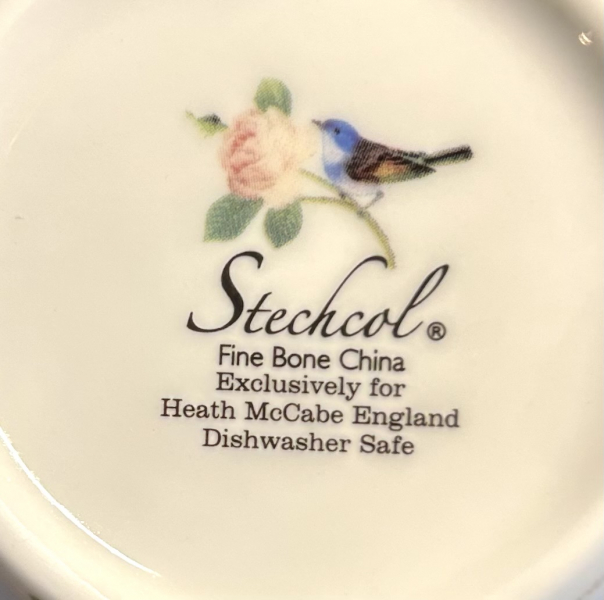 Stechcol®
Fine Bone China
Exclusively for
Heath McCabe England
Dishwasher Safe